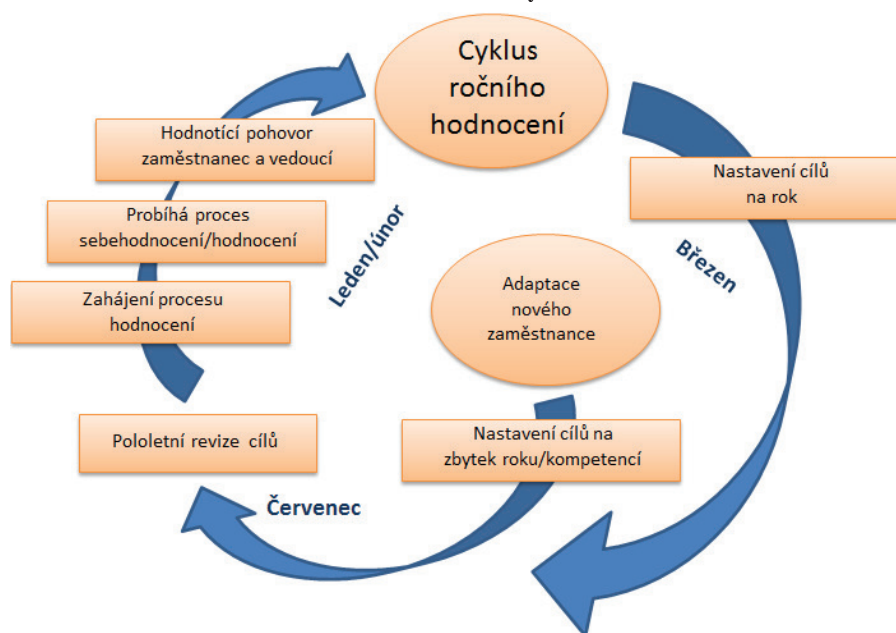 Cyklus
ročního
hodnocení
Nastavení cílů
na rok
Březen
Adaptace
nového
zaměstnance
Nastavení cílů na
zbytek roku/kompetencí
Červenec
Pololetní revize cílů
Zahájení procesu
hodnocení
Probíhá proces
sebehodnocení/hodnocení
Hodnotící pohovor
zaměstnanec a vedoucí
Leden/únor